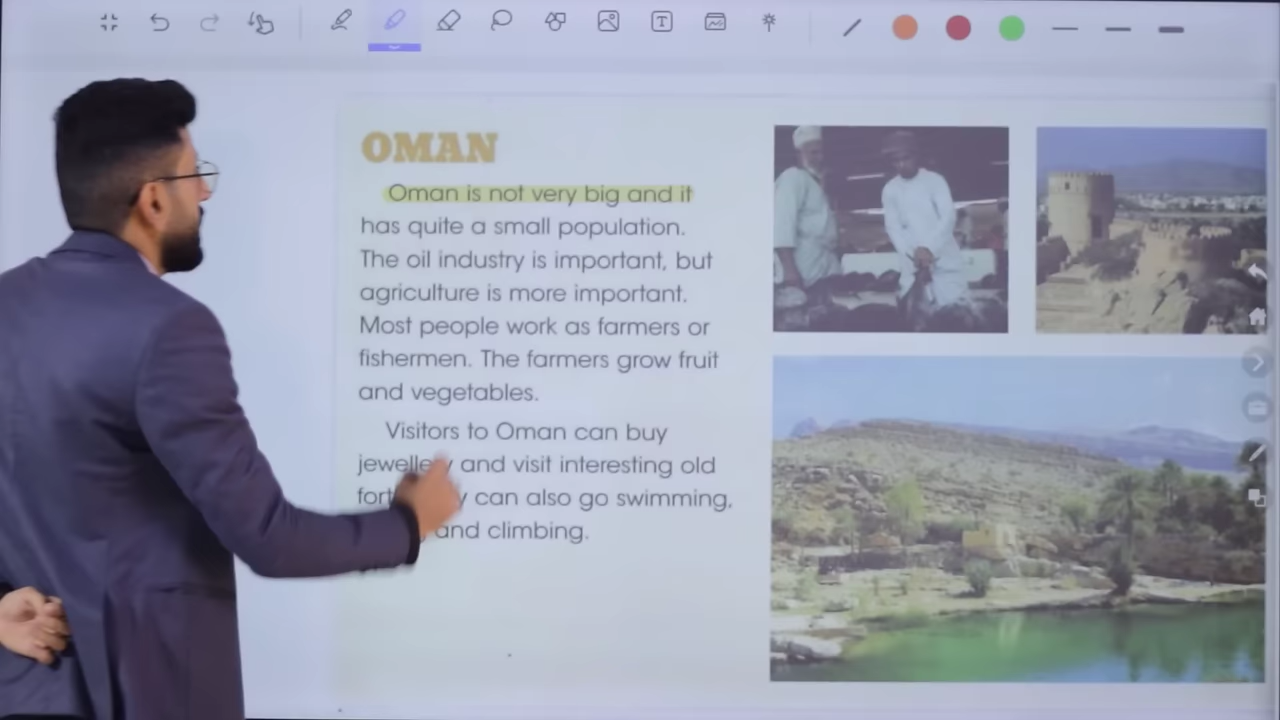 OMAN
Oman is not very big and it
has quite a small population.
The oil industry is important, but
agriculture is more important.
Most people work as farmers or
fishermen. The farmers grow fruit
and vegetables.
Visitors to Oman can buy
jewellery and visit interesting old
can also go swimming,
and climbing.